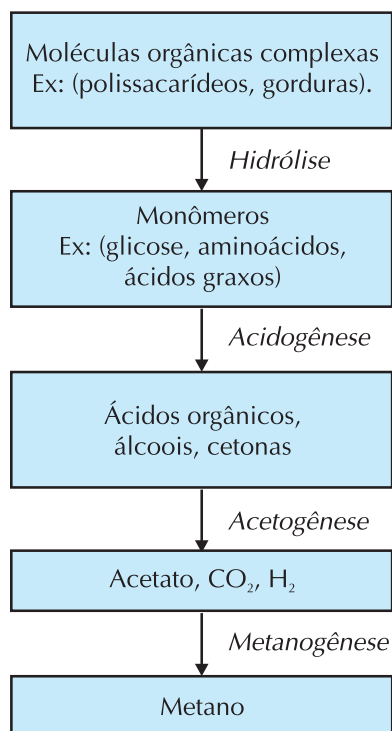 Moléculas orgânicas complexas
Ex: (polissacarídeos, gorduras).
Hidrólise
Monômeros
Ex: (glicose, aminoácidos,
ácidos graxos)
Acidogênese
Ácidos orgânicos,
álcoois, cetonas
Acetogênese
Acetato, CO₂, H₂
Metanogênese
Metano